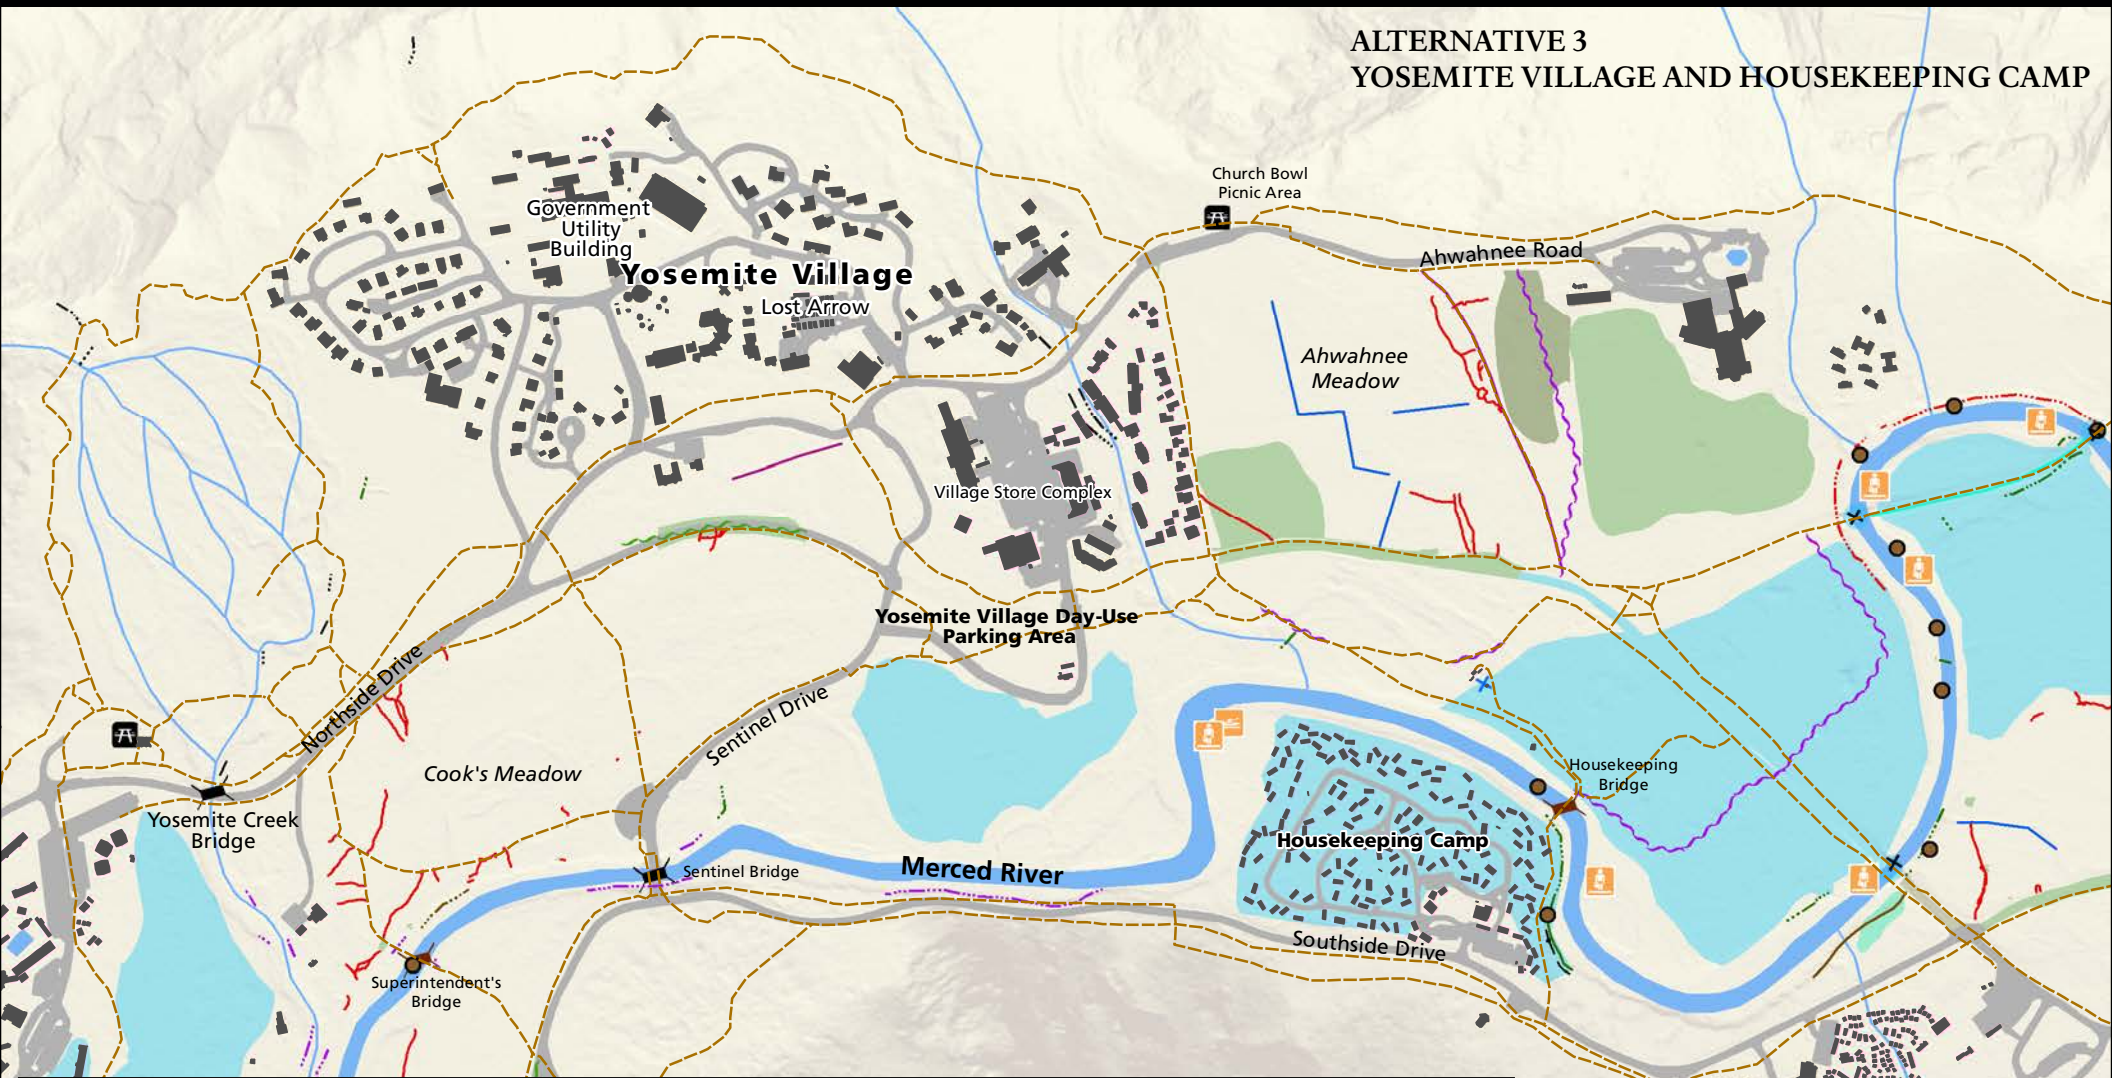 ALTERNATIVE 3
YOSEMITE VILLAGE AND HOUSEKEEPING CAMP
Church Bowl
Picnic Area
Government
Utility
Building
Ahwahnee Road
Yosemite Village
Lost Arrow
Ahwahnee
Meadow
Village Store Complex
Yosemite Village Day-Use
Parking Area
Northside Drive
Sentinel Drive
Cook's Meadow
Housekeeping
Bridge
Yosemite Creek
Bridge
Housekeeping Camp
Sentinel Bridge
Merced River
Southside Drive
Superintendent's
Bridge